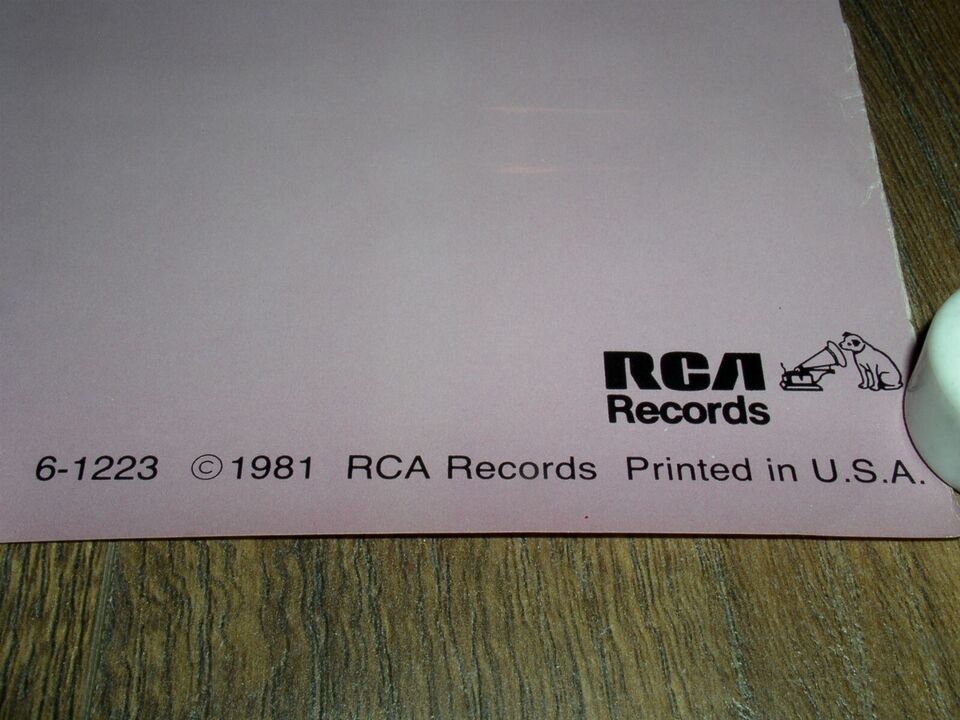 RCA
Records
6-1223 ©1981 RCA Records Printed in U.S.A.